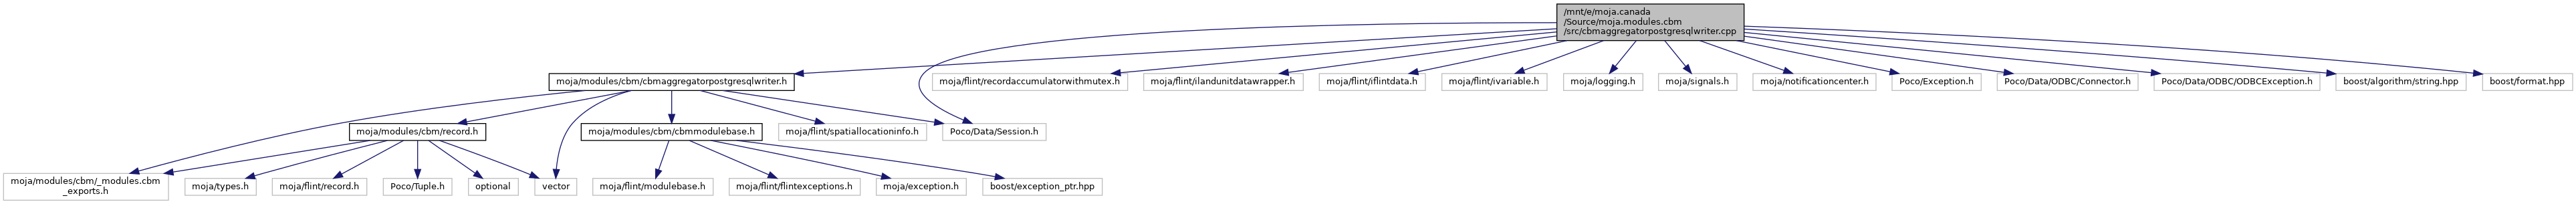 /mnt/e/moja.canada
/Source/moja.modules.cbm
/src/cbmaggregatorpostgresqlwriter.cpp
moja/modules/cbm/cbmaggregatorpostgresqlwriter.h
moja/flint/recordaccumulatorwithmutex.h
moja/flint/ilandunitdatawrapper.h
moja/flint/iflintdata.h
moja/flint/ivariable.h
moja/logging.h
moja/signals.h
moja/notificationcenter.h
Poco/Exception.h
Poco/Data/ODBC/Connector.h
Poco/Data/ODBC/ODBCException.h
boost/algorithm/string.hpp
boost/format.hpp
moja/modules/cbm/record.h
moja/modules/cbm/cbmmodulebase.h
moja/flint/spatiallocationinfo.h
Poco/Data/Session.h
moja/modules/cbm/_modules.cbm
_exports.h
moja/types.h
moja/flint/record.h
Poco/Tuple.h
optional
vector
moja/flint/modulebase.h
moja/flint/flintexceptions.h
moja/exception.h
boost/exception_ptr.hpp